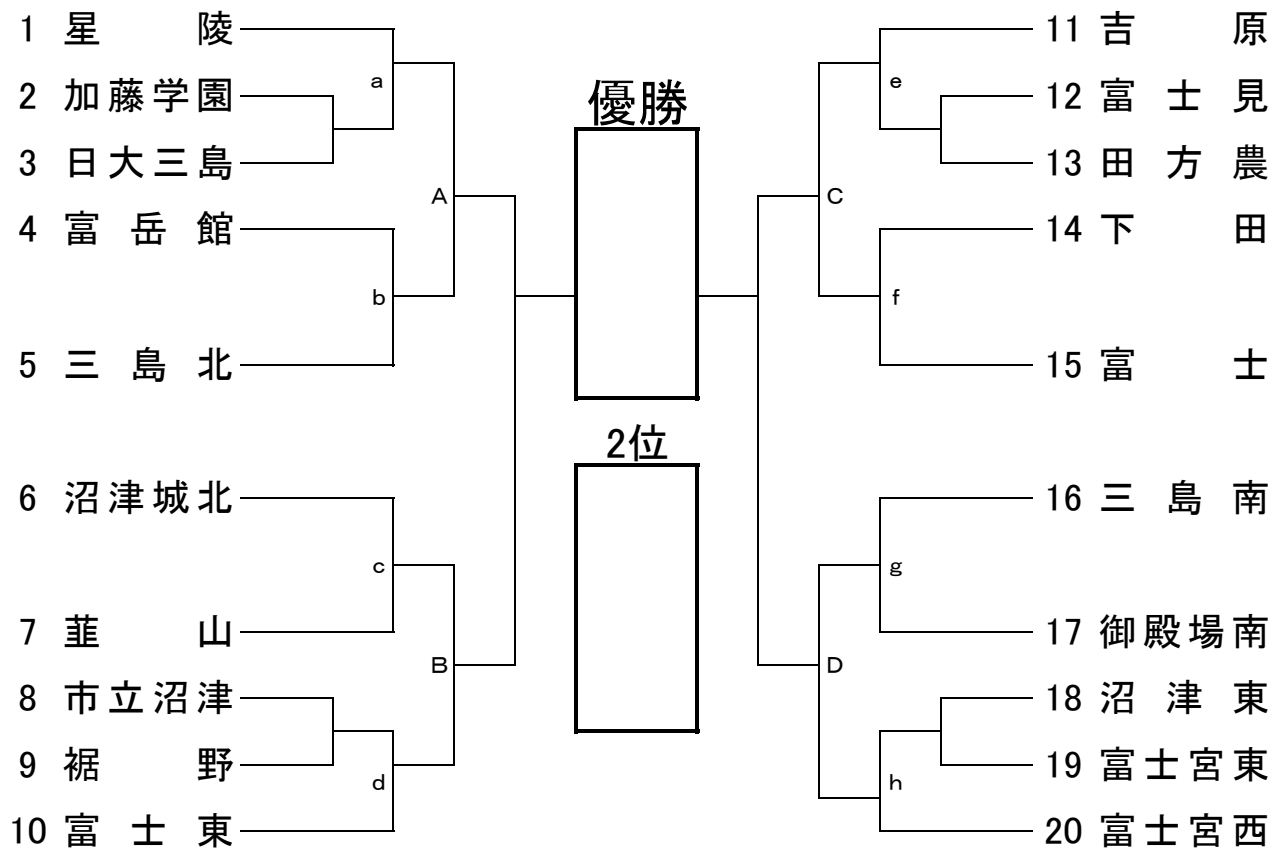 1 星陵
a
2 加藤学園
3 日大三島
A
4 富岳館
b
5 三島北
6 沼津城北
c
7 韮山
B
8 市立沼津
9 裾野
d
10 富士東
優勝
2位
11 吉原
e
12 富士見
13 田方農
C
14 下田
f
15 富士
16 三島南
g
17 御殿場南
D
18 沼津東
19 富士宮東
h
20 富士宮西